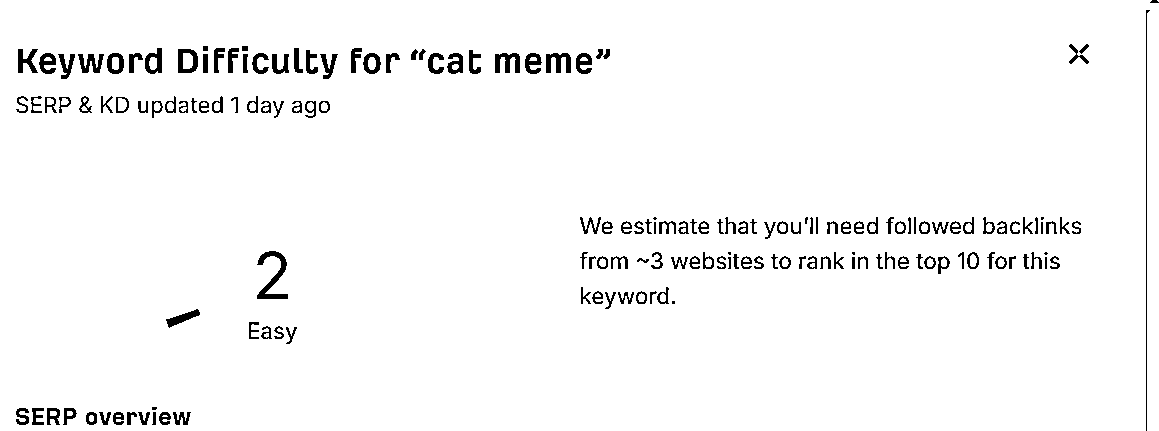 Keyword Difficulty for “cat meme”
SERP & KD updated 1 day ago
2
Easy
We estimate that you'll need followed backlinks
from ~3 websites to rank in the top 10 for this
keyword.
SERP overview